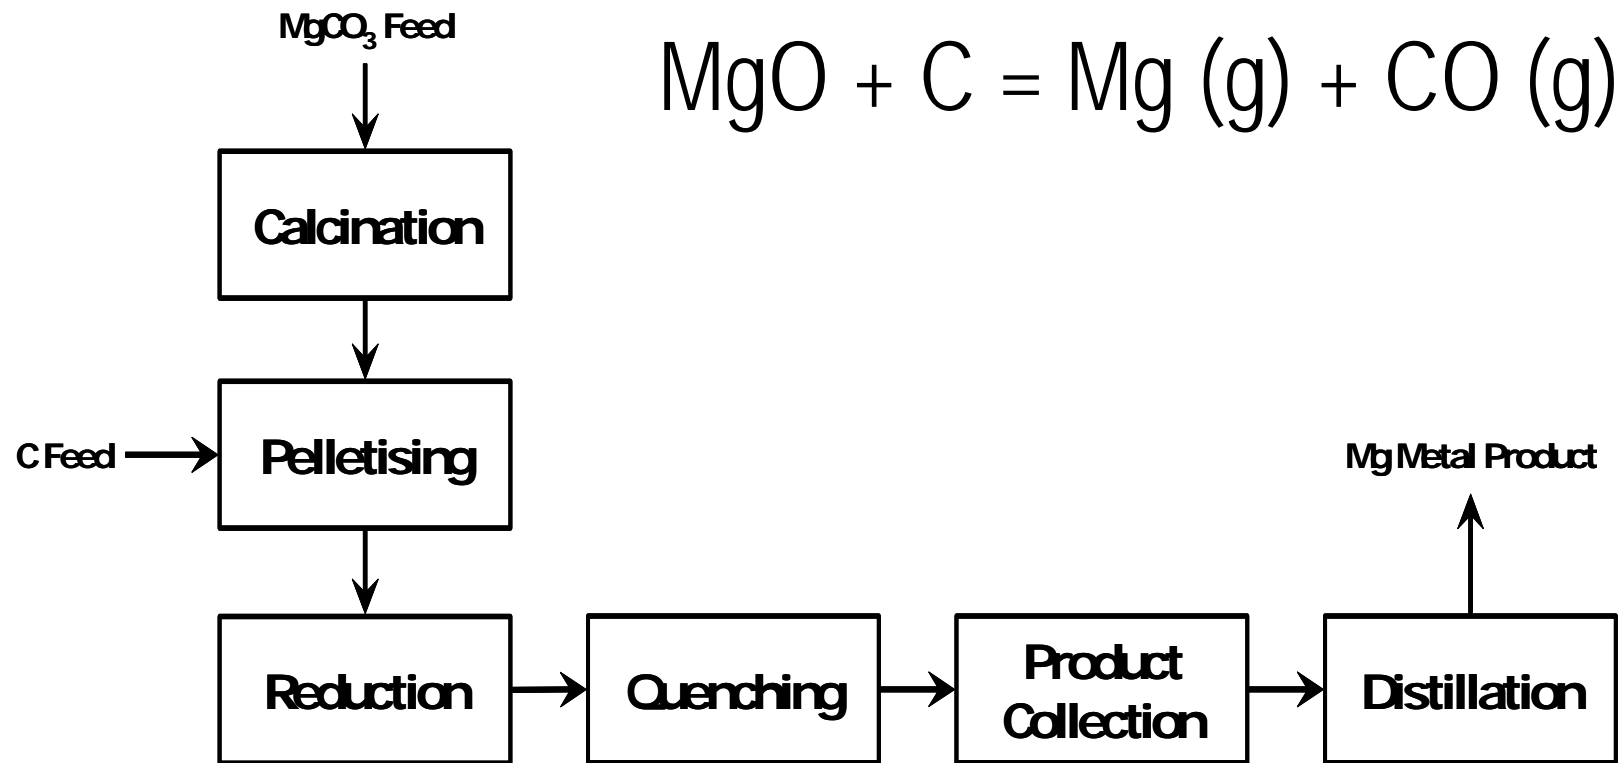 MgCO₃ Feed
MgO + C = Mg (g) + CO (g)
Calcination
C Feed
Pelletising
Mg Metal Product
Reduction
Quenching
Product
Collection
Distillation